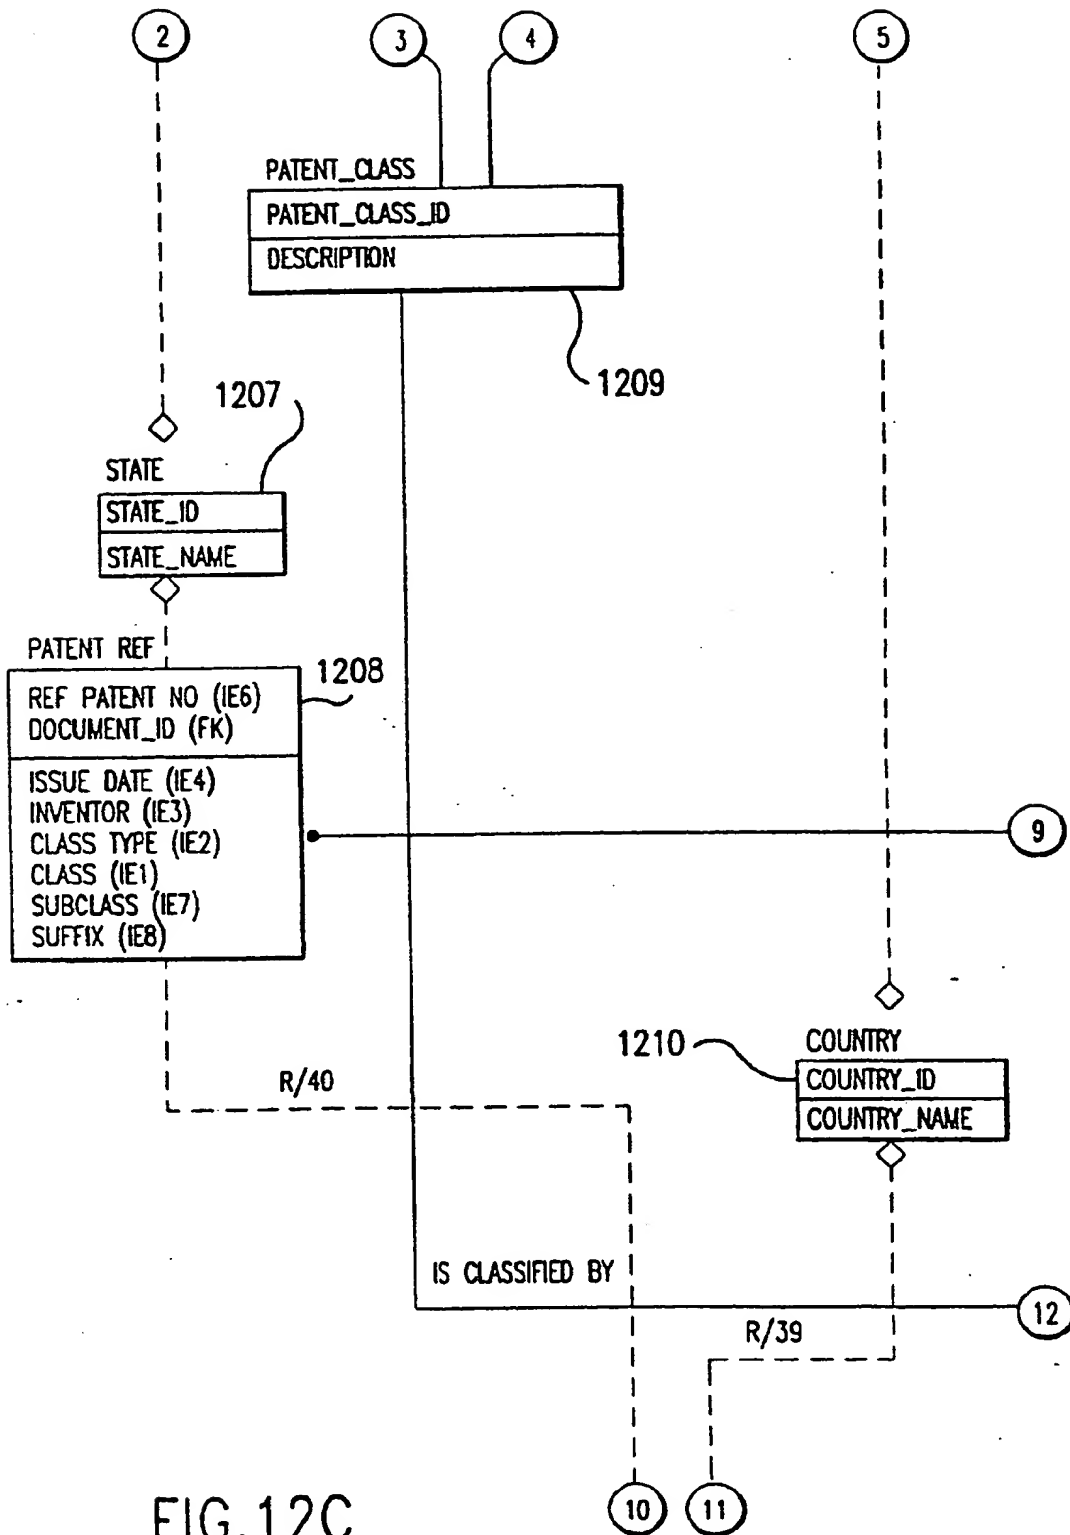 2
3
4
5
PATENT_CLASS
PATENT_CLASS_ID
DESCRIPTION
1209
1207
STATE
STATE_ID
STATE_NAME
PATENT REF
1208
REF PATENT NO (IE6)
DOCUMENT_ID (FK)
ISSUE DATE (IE4)
INVENTOR (IE3)
CLASS TYPE (IE2)
CLASS (IE1)
SUBCLASS (IE7)
SUFFIX (IE8)
9
1210
COUNTRY
COUNTRY_ID
COUNTRY_NAME
R/40
IS CLASSIFIED BY
12
R/39
10
11
FIG.12C